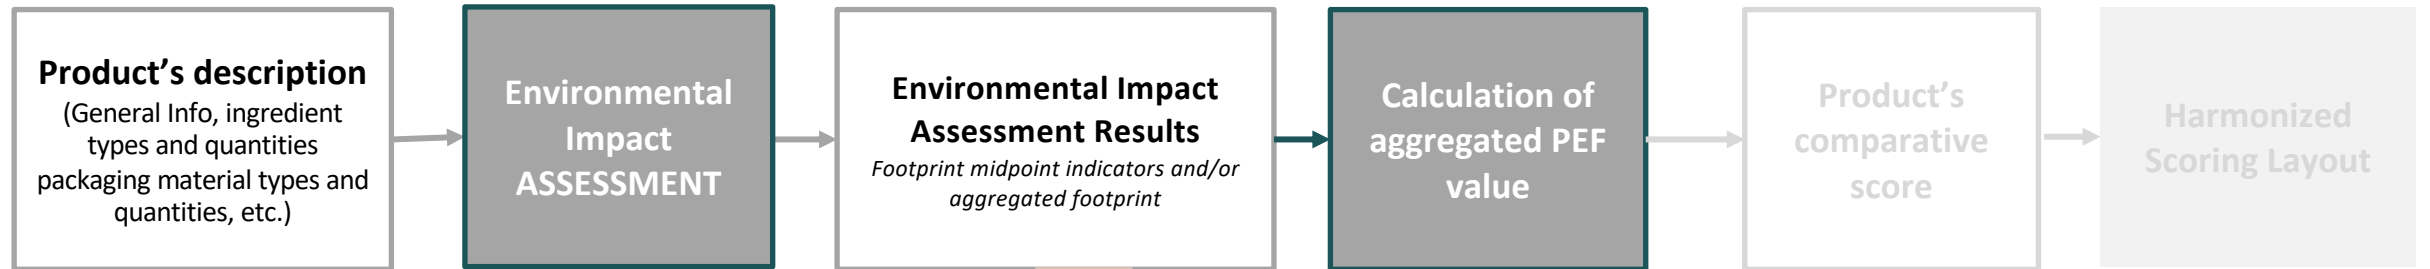 Product’s description
(General Info, ingredient
types and quantities
packaging material types and
quantities, etc.)
Environmental
Impact
ASSESSMENT
Environmental Impact
Assessment Results
Footprint midpoint indicators and/or
aggregated footprint
Calculation of
aggregated PEF
value
Product’s
comparative
score
Harmonized
Scoring Layout